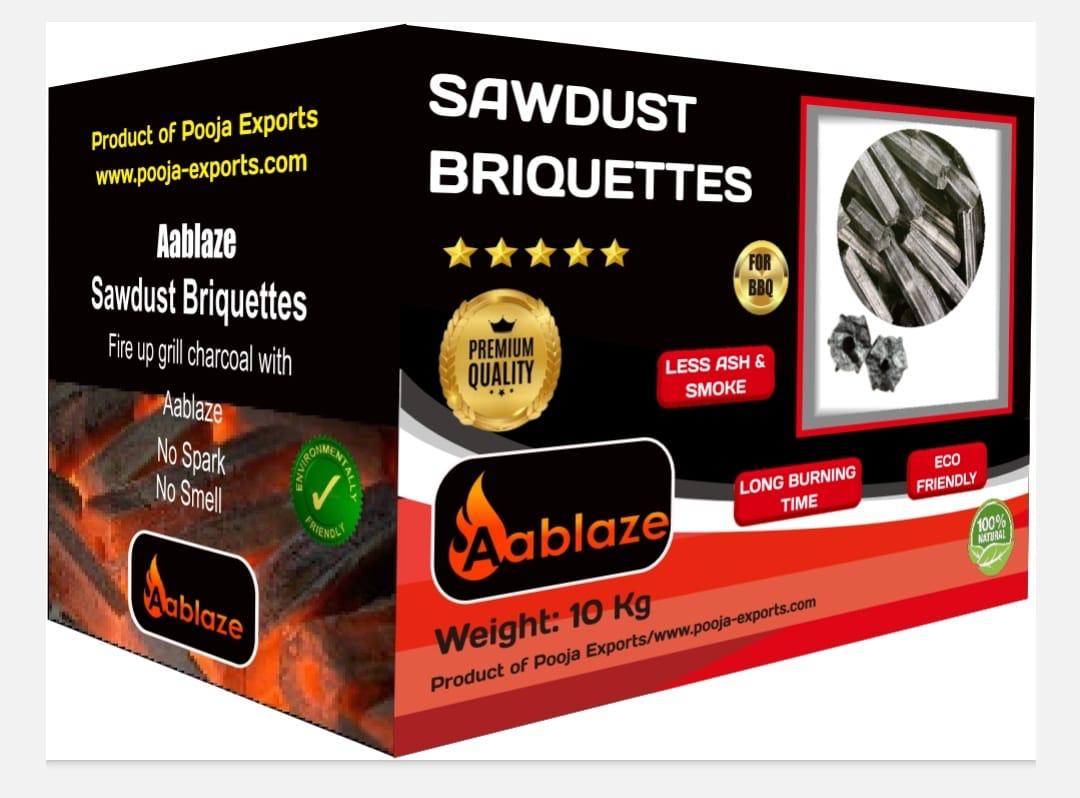 Product of Pooja Exports
www.pooja-exports.com
Aablaze
Sawdust Briquettes
Fire up grill charcoal with
Aablaze
No Spark
No Smell
ENVIRONMENTALLY
FRIENDLY
Aablaze
SAWDUST
BRIQUETTES
FOR
BBQ
PREMIUM
QUALITY
LESS ASH &
SMOKE
LONG BURNING
TIME
ECO
FRIENDLY
100%
NATURAL
Aablaze
Weight: 10 Kg
Product of Pooja Exports/www.pooja-exports.com